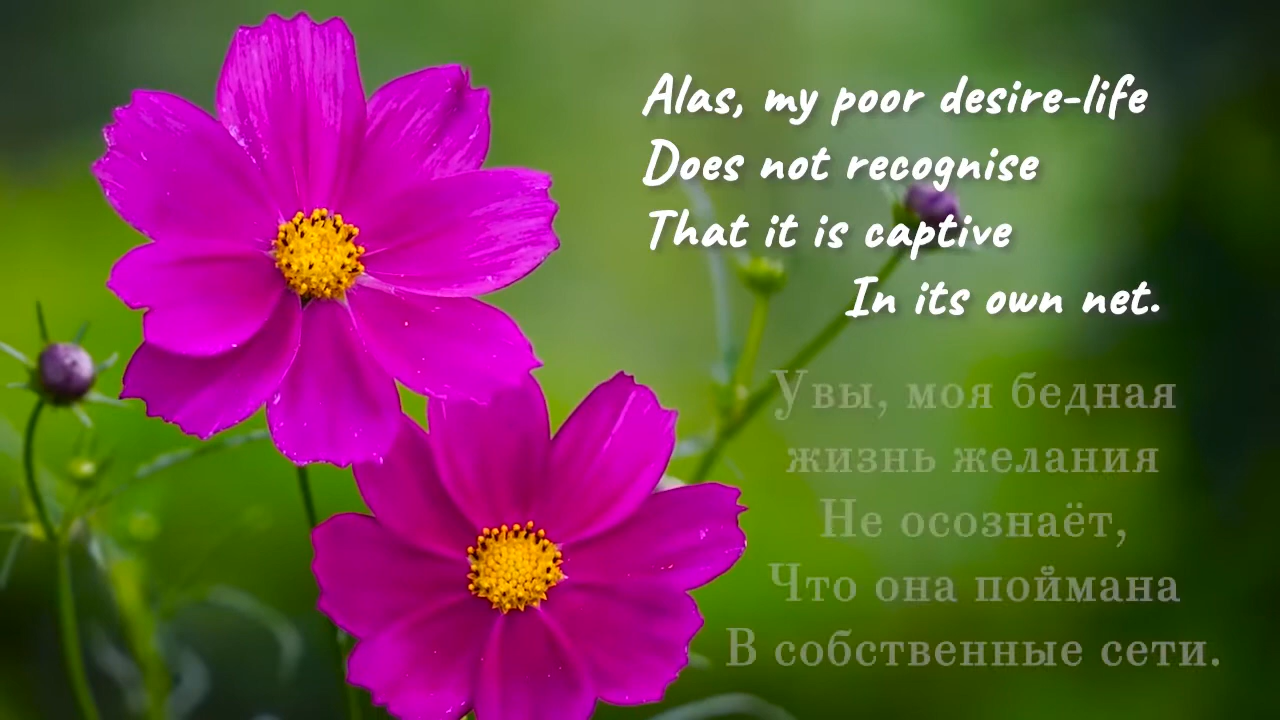 Alas, my poor desire-life
Does not recognise
That it is captive
In its own net.
Увы, моя бедная
жизнь желания
Не осознаёт,
Что она поймана
В собственные сети.